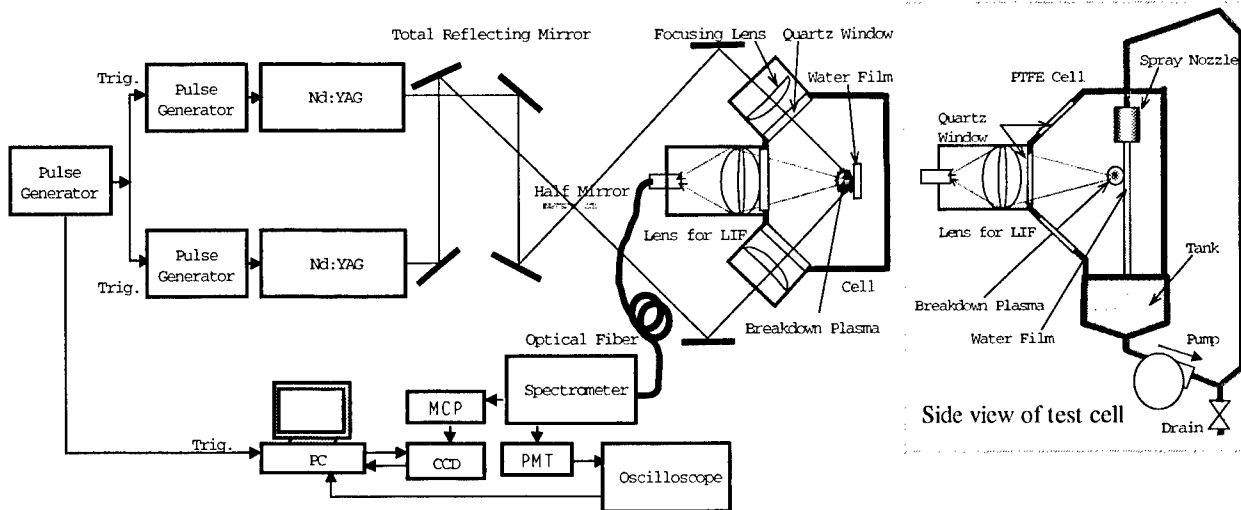 Total Reflecting Mirror
Focusing Lens
Quartz Window
Water Film
Trig.
Pulse
Generator
Nd:YAG
Pulse
Generator
Half Mirror
Lens for LIF
Pulse
Generator
Nd:YAG
Trig.
Cell
Breakdown Plasma
Optical Fiber
Spectrometer
MCP
Trig.
PC
CCD
PMT
Oscilloscope
PTFE Cell
Spray Nozzle
Quartz
Window
Lens for LIF
Tank
Breakdown Plasma
Water Film
Pump
Side view of test cell
Drain